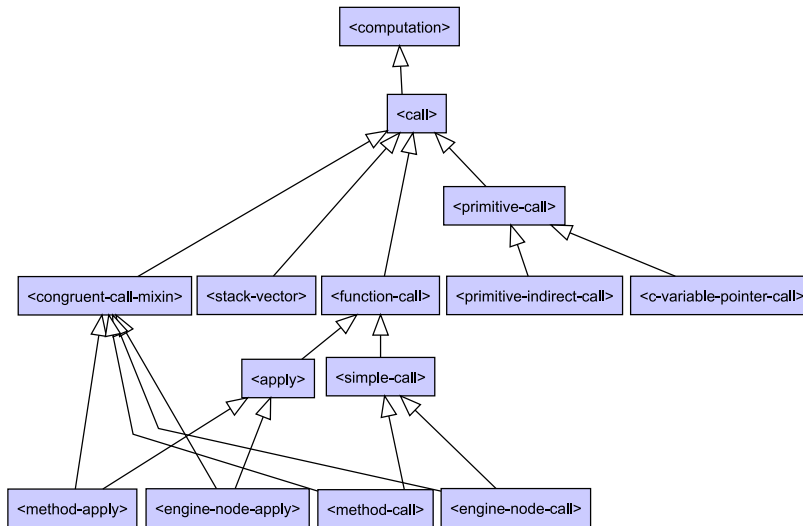 <computation>
<call>
<primitive-call>
<congruent-call-mixin>
<stack-vector>
<function-call>
<primitive-indirect-call>
<c-variable-pointer-call>
<apply>
<simple-call>
<method-apply>
<engine-node-apply>
<method-call>
<engine-node-call>